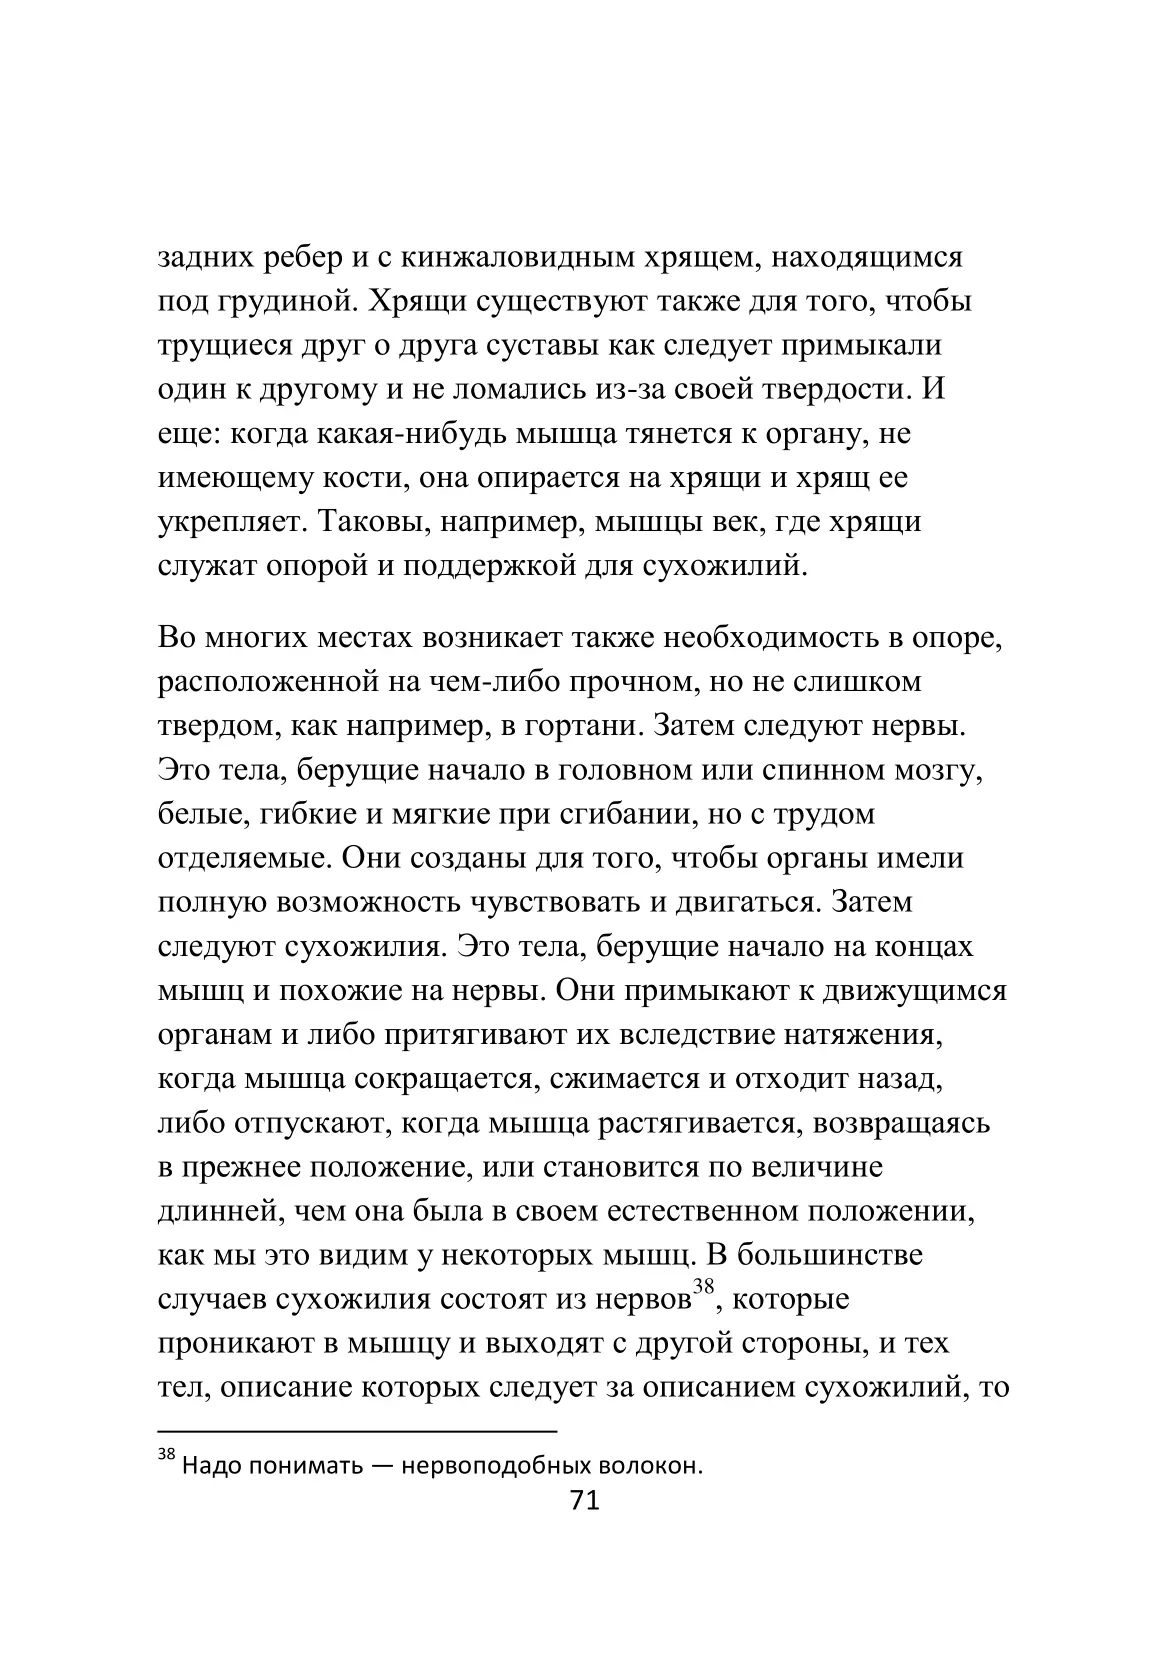 задних ребер и с кинжаловидным хрящем, находящимся
под грудиной. Хрящи существуют также для того, чтобы
трущиеся друг о друга суставы как следует примыкали
один к другому и не ломались из-за своей твердости. И
еще: когда какая-нибудь мышца тянется к органу, не
имеющему кости, она опирается на хрящи и хрящ ее
укрепляет. Таковы, например, мышцы век, где хрящи
служат опорой и поддержкой для сухожилий.
Во многих местах возникает также необходимость в опоре,
расположенной на чем-либо прочном, но не слишком
твердом, как например, в гортани. Затем следуют нервы.
Это тела, берущие начало в головном или спинном мозгу,
белые, гибкие и мягкие при сгибании, но с трудом
отделяемые. Они созданы для того, чтобы органы имели
полную возможность чувствовать и двигаться. Затем
следуют сухожилия. Это тела, берущие начало на концах
мышц и похожие на нервы. Они примыкают к движущимся
органам и либо притягивают их вследствие натяжения,
когда мышца сокращается, сжимается и отходит назад,
либо отпускают, когда мышца растягивается, возвращаясь
в прежнее положение, или становится по величине
длинней, чем она была в своем естественном положении,
как мы это видим у некоторых мышц. В большинстве
случаев сухожилия состоят из нервов38, которые
проникают в мышцу и выходят с другой стороны, и тех
тел, описание которых следует за описанием сухожилий, то
38 Надо понимать — нервоподобных волокон.
71